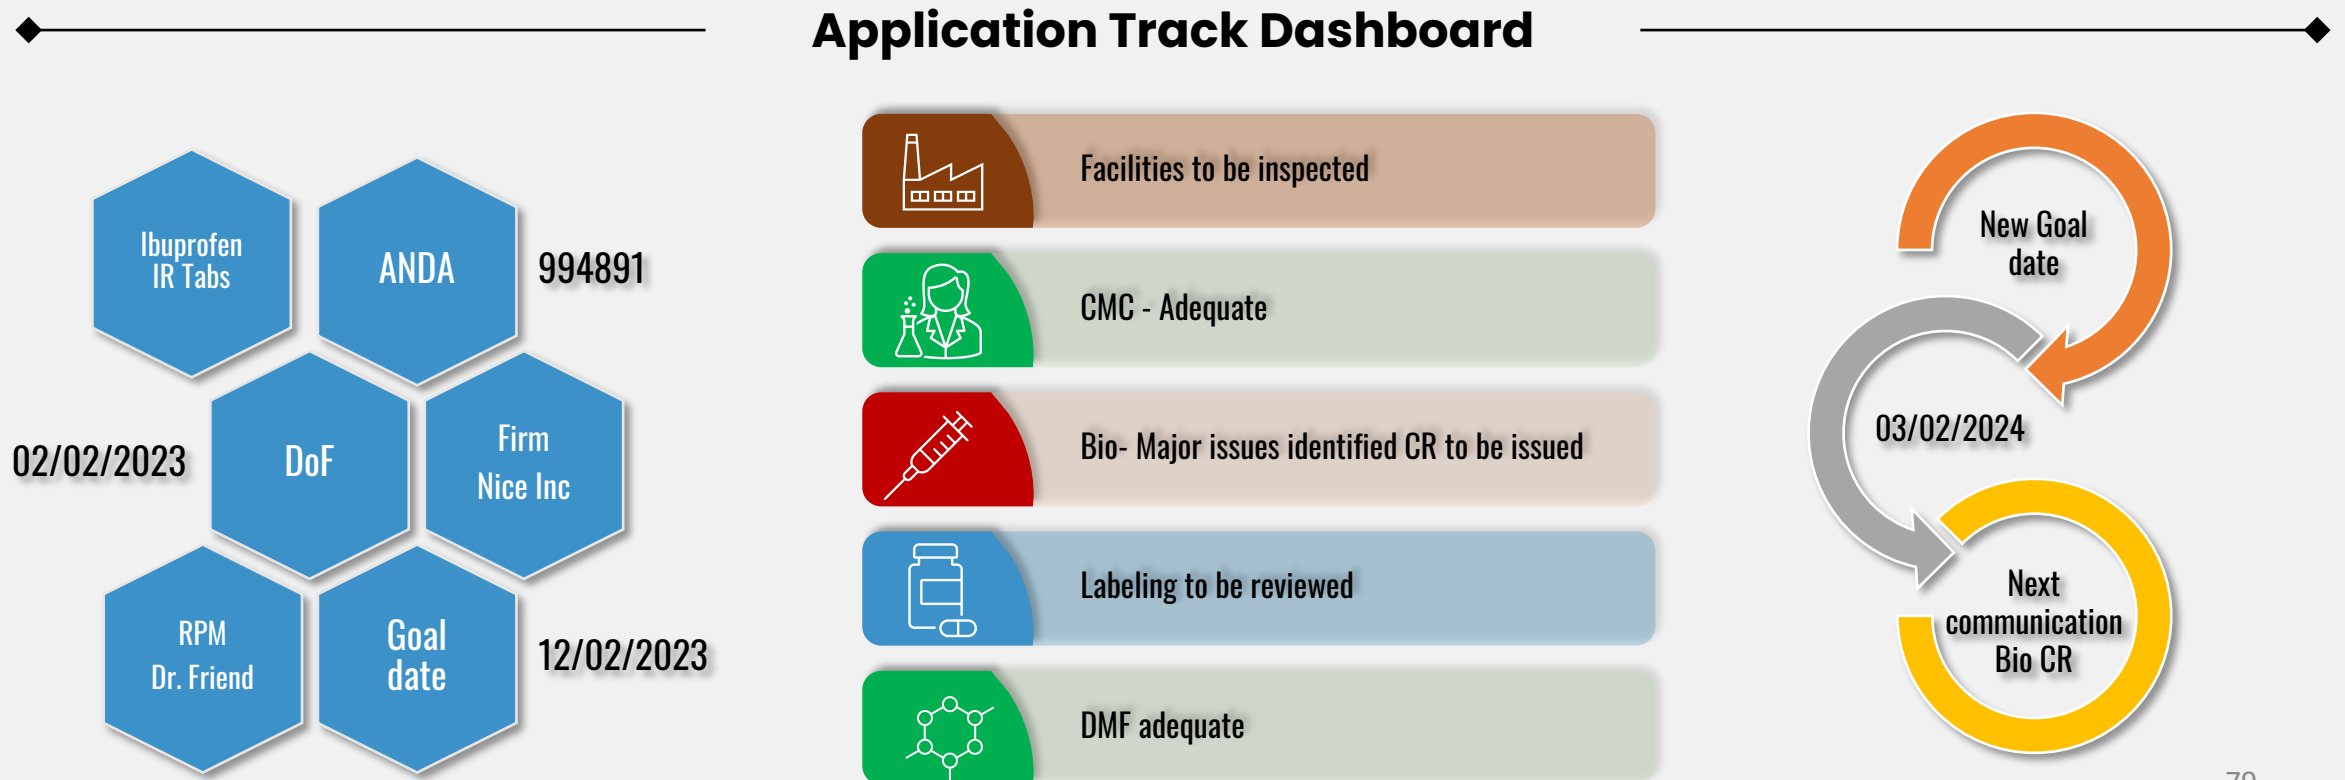 Application Track Dashboard
Ibuprofen
IR Tabs
ANDA
994891
02/02/2023
DoF
Firm
Nice Inc
RPM
Dr. Friend
Goal
date
12/02/2023
Facilities to be inspected
CMC - Adequate
Bio- Major issues identified CR to be issued
Labeling to be reviewed
DMF adequate
New Goal
date
03/02/2024
Next
communication
Bio CR